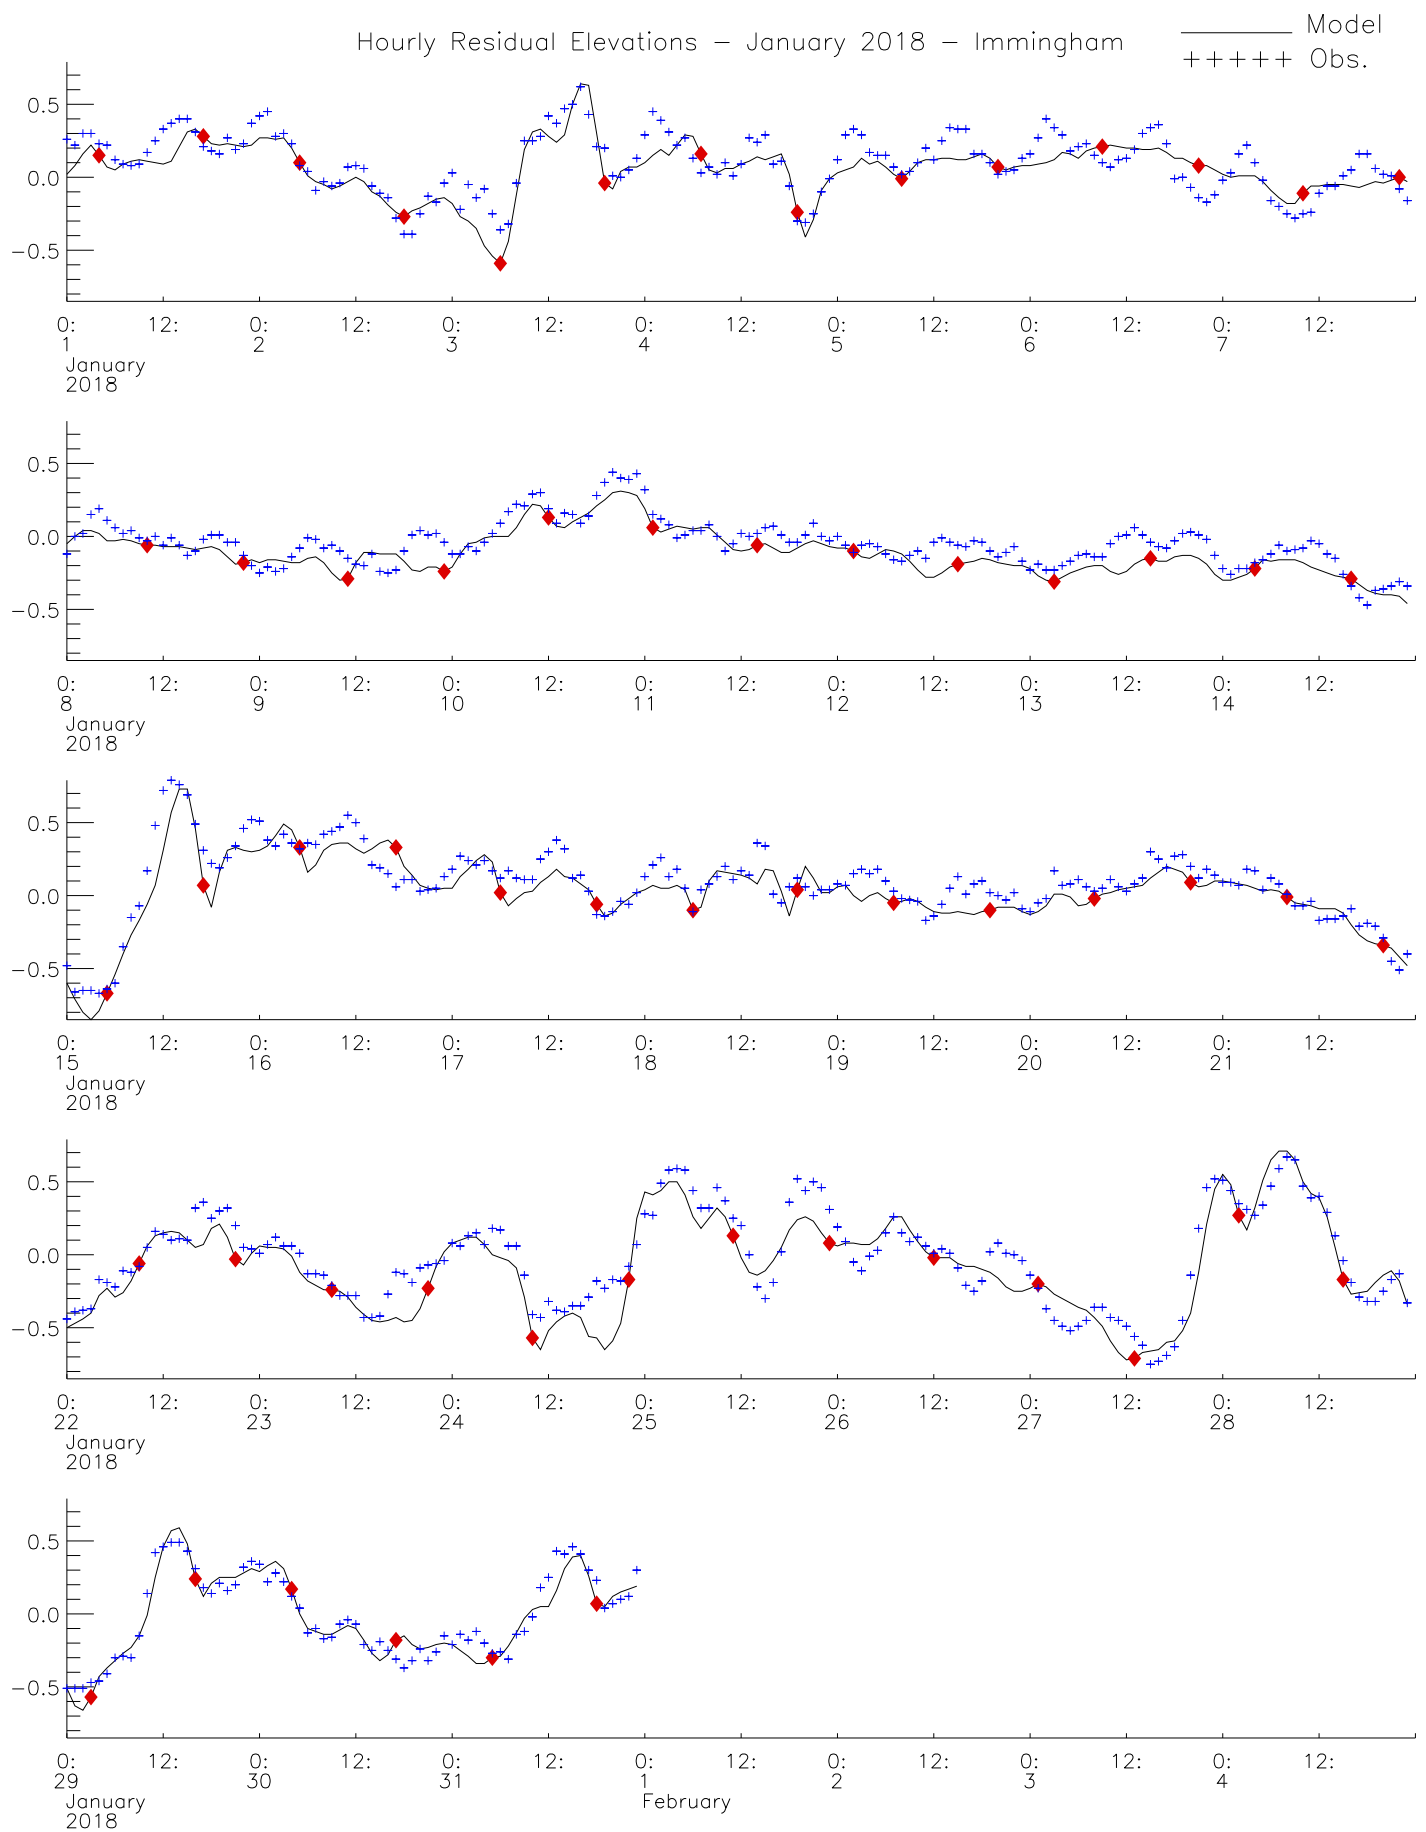 Hourly Residual Elevations – January 2018 – Immingham
Model
+++++ Obs.
0.5
0.0
−0.5
0: 12: 0: 12: 0: 12: 0: 12: 0: 12: 0: 12: 0: 12:
1 2 3 4 5 6 7
January
2018
0.5
0.0
−0.5
0: 12: 0: 12: 0: 12: 0: 12: 0: 12: 0: 12: 0: 12:
8 9 10 11 12 13 14
January
2018
0.5
0.0
−0.5
0: 12: 0: 12: 0: 12: 0: 12: 0: 12: 0: 12: 0: 12:
15 16 17 18 19 20 21
January
2018
0.5
0.0
−0.5
0: 12: 0: 12: 0: 12: 0: 12: 0: 12: 0: 12: 0: 12:
22 23 24 25 26 27 28
January
2018
0.5
0.0
−0.5
0: 12: 0: 12: 0: 12: 0: 12: 0: 12: 0: 12: 0: 12:
29 30 31 1 2 3 4
January February
2018